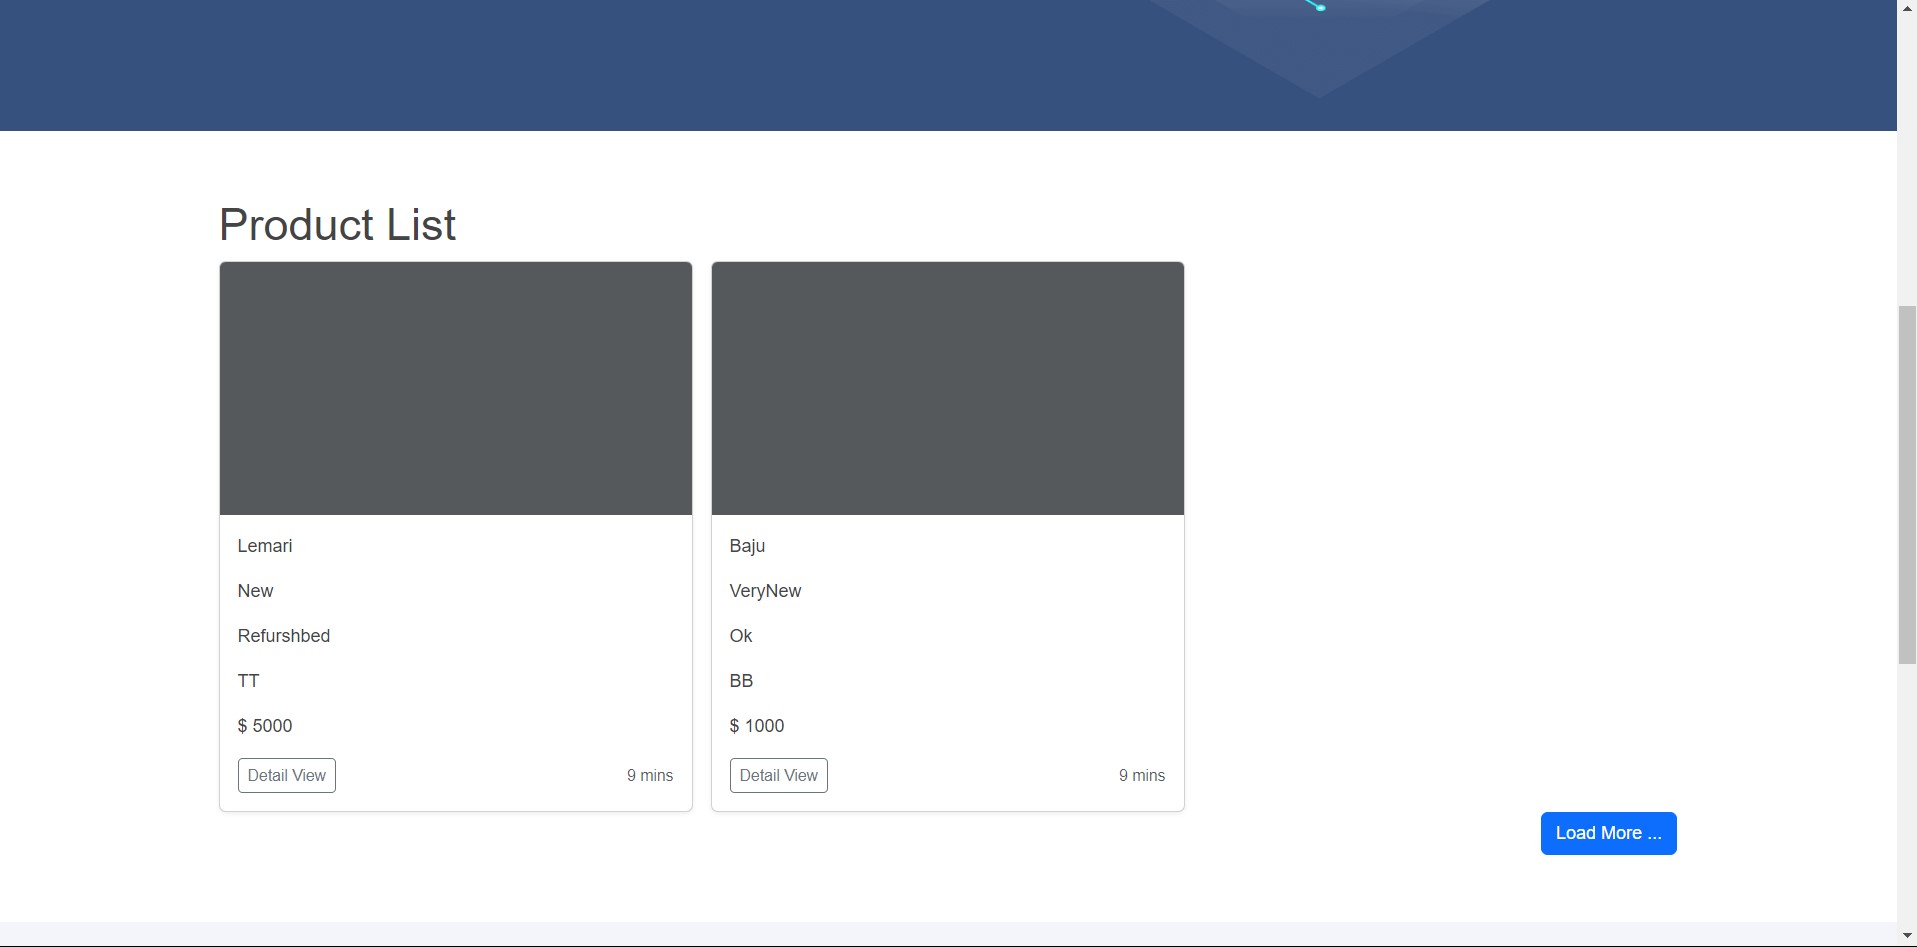 Product List
Lemari
New
Refurshbed
TT
$ 5000
Detail View
9 mins
Baju
VeryNew
Ok
BB
$ 1000
Detail View
9 mins
Load More ...